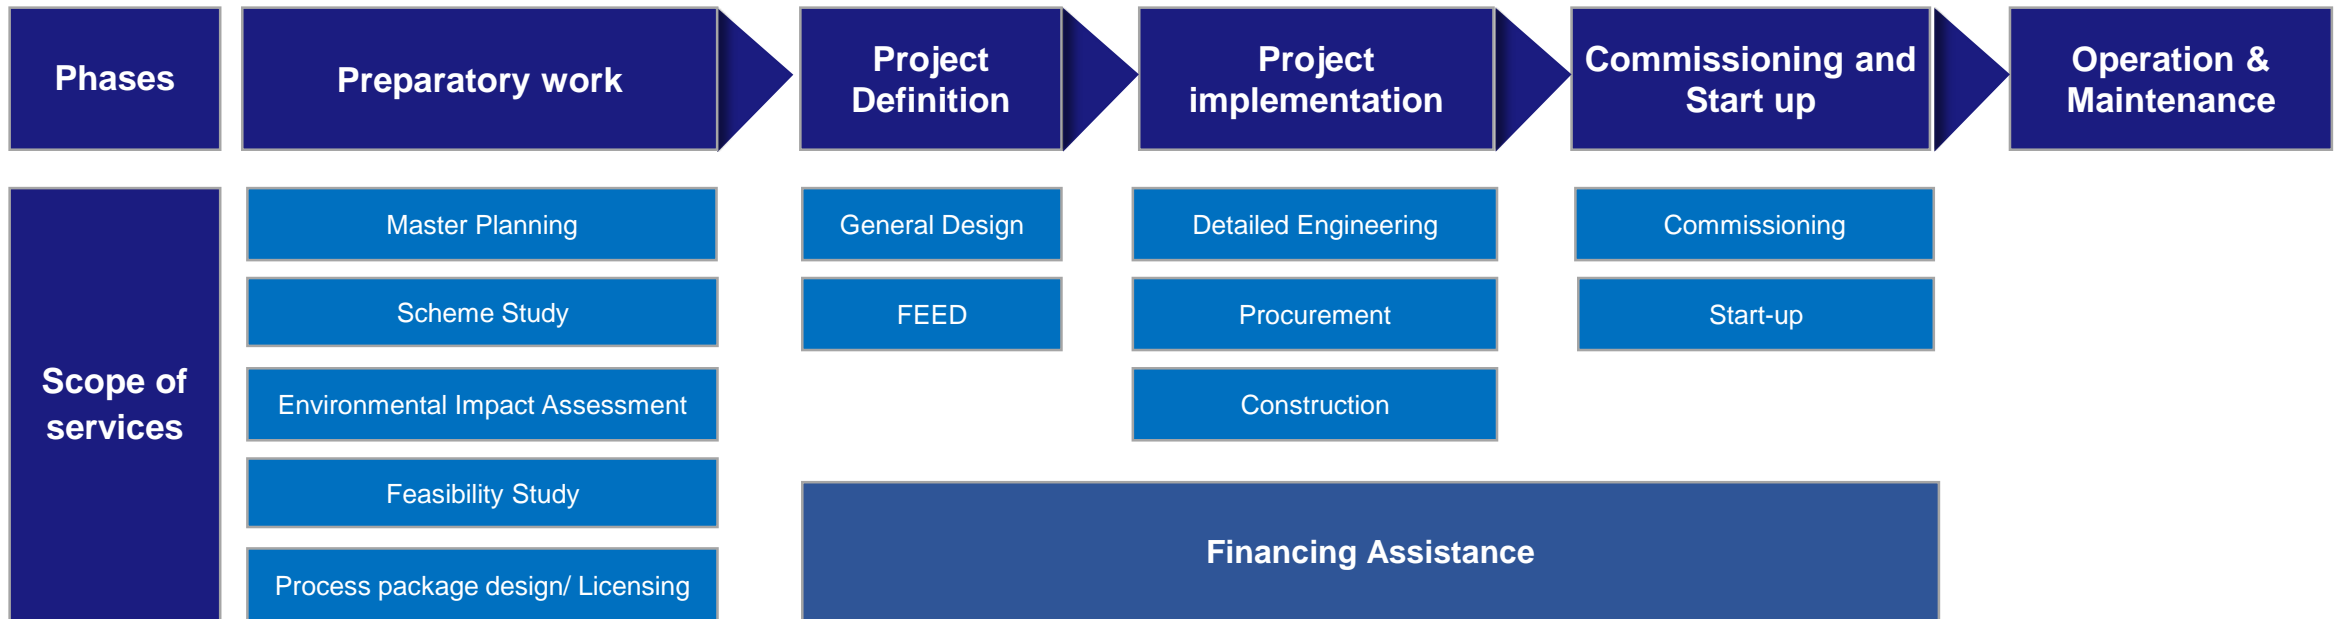 Phases
Preparatory work
Project
Definition
Project
implementation
Commissioning and
Start up
Operation &
Maintenance
Scope of
services
Master Planning
Scheme Study
Environmental Impact Assessment
Feasibility Study
Process package design/ Licensing
General Design
FEED
Detailed Engineering
Procurement
Construction
Commissioning
Start-up
Financing Assistance